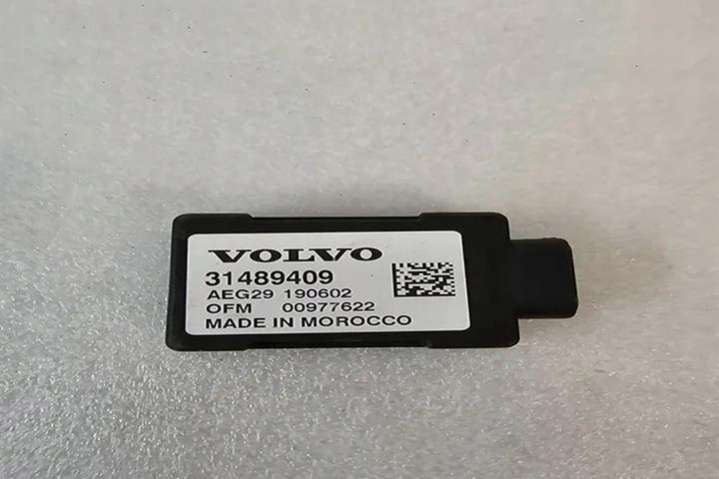 VOLVO
31489409
AEG29 190602
OFM 00977622
MADE IN MOROCCO